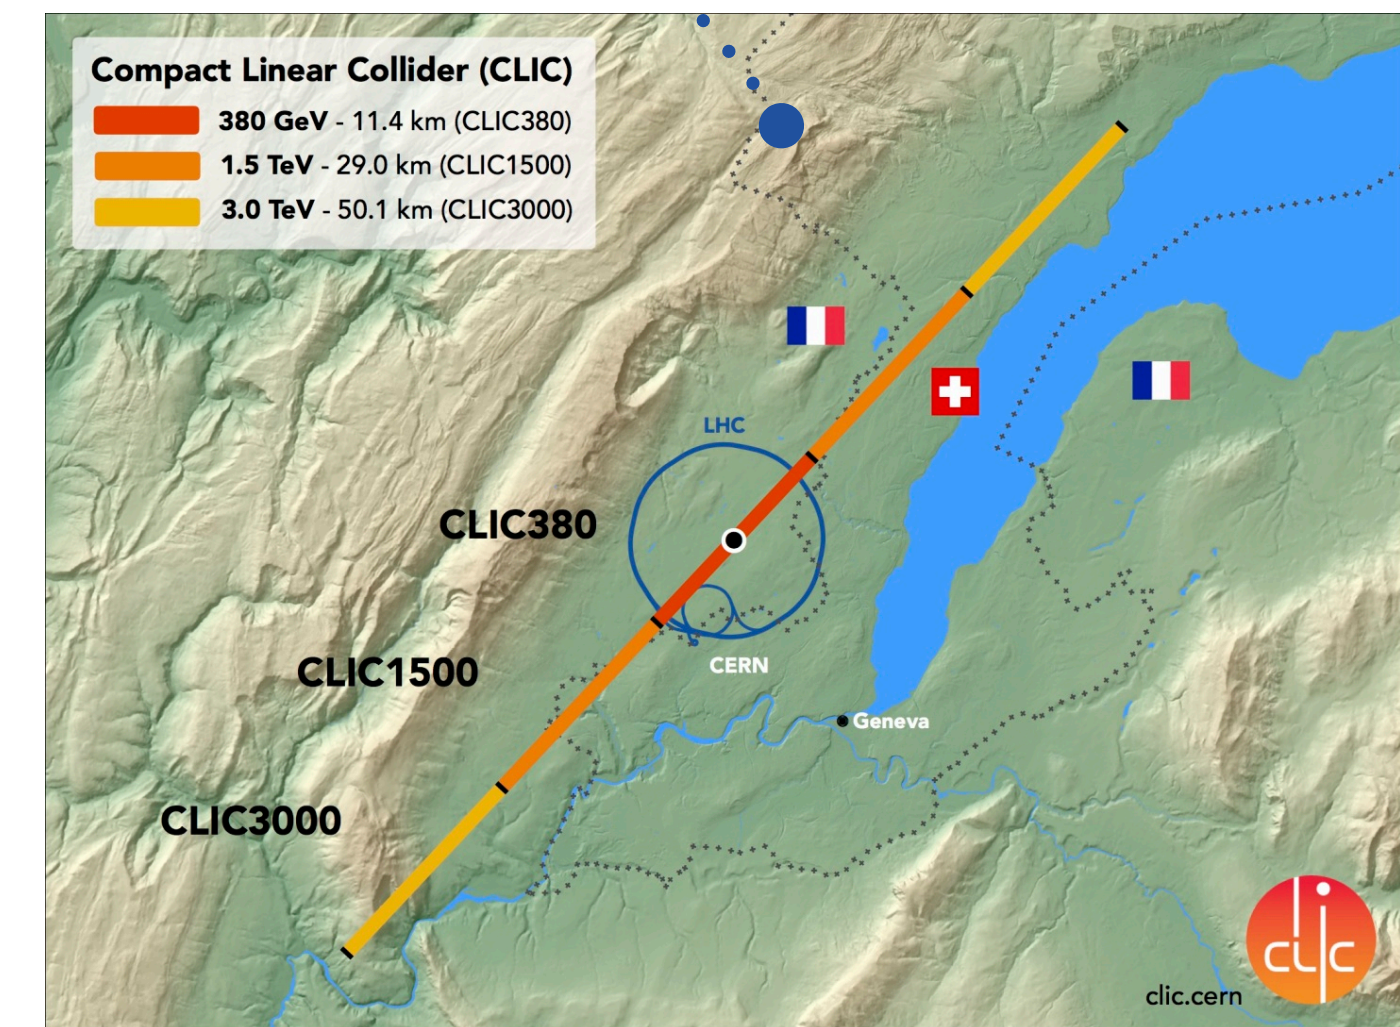 Compact Linear Collider (CLIC)
380 GeV - 11.4 km (CLIC380)
1.5 TeV - 29.0 km (CLIC1500)
3.0 TeV - 50.1 km (CLIC3000)
LHC
CLIC380
CERN
CLIC1500
Geneva
CLIC3000
clic
clic.cern